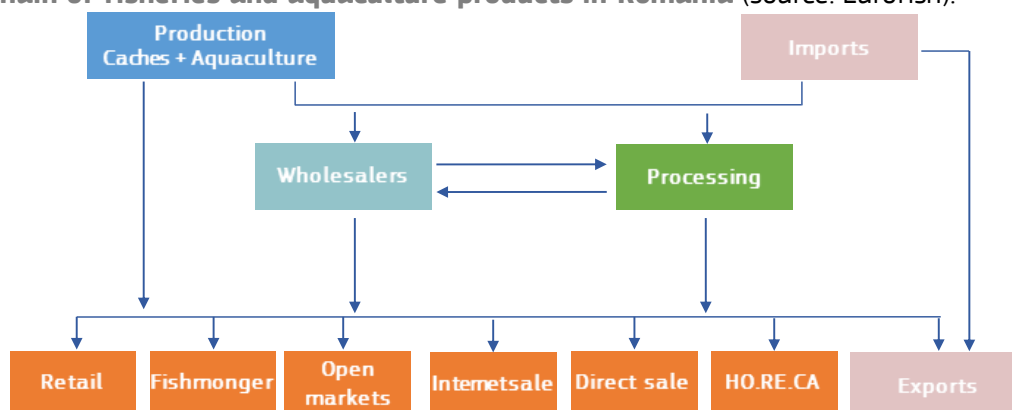 hain of fisheries and aquaculture products in Romania (source: Eurofish).
Production
Caches + Aquaculture
Imports
Wholesalers
Processing
Retail
Fishmonger
Open
markets
Internetsale
Direct sale
HO.RE.CA
Exports